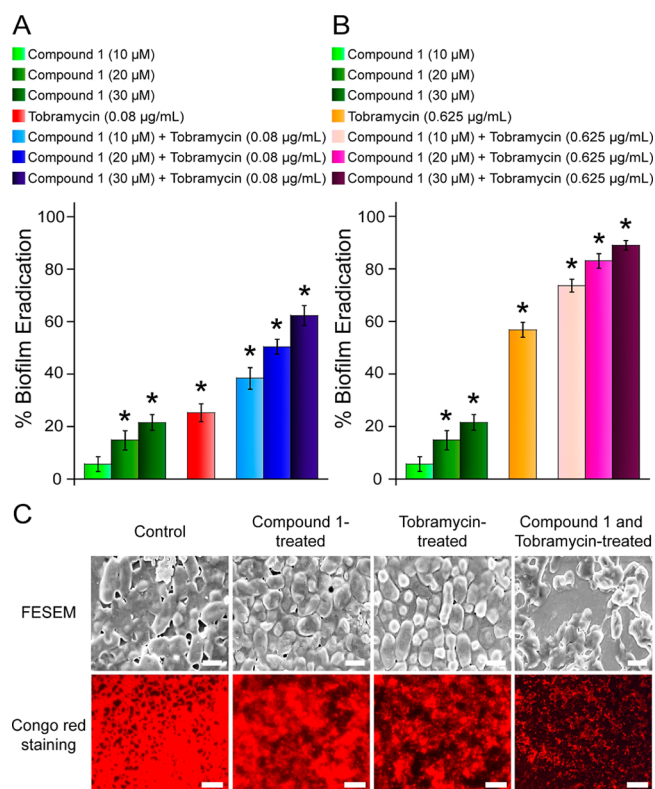 A
Compound 1 (10 µM)
Compound 1 (20 µM)
Compound 1 (30 µM)
Tobramycin (0.08 µg/mL)
Compound 1 (10 µM) + Tobramycin (0.08 µg/mL)
Compound 1 (20 µM) + Tobramycin (0.08 µg/mL)
Compound 1 (30 µM) + Tobramycin (0.08 µg/mL)
% Biofilm Eradication
100
80
60
40
20
0
* * * * * *
B
Compound 1 (10 µM)
Compound 1 (20 µM)
Compound 1 (30 µM)
Tobramycin (0.625 µg/mL)
Compound 1 (10 µM) + Tobramycin (0.625 µg/mL)
Compound 1 (20 µM) + Tobramycin (0.625 µg/mL)
Compound 1 (30 µM) + Tobramycin (0.625 µg/mL)
% Biofilm Eradication
100
80
60
40
20
0
* * * * * *
C
Control
Compound 1-
treated
Tobramycin-
treated
Compound 1 and
Tobramycin-treated
FESEM
Congo red
staining